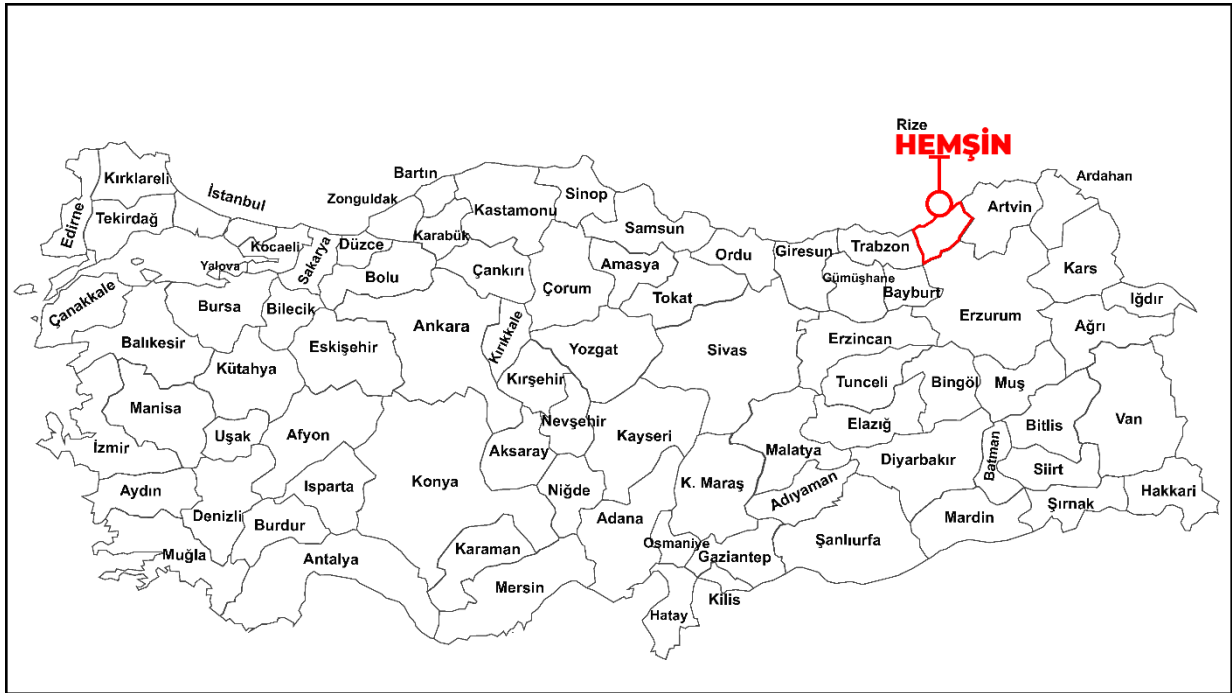 Rize
HEMŞİN
Kırklareli
Edirne
Tekirdağ
İstanbul
Kocaeli
Yalova
Sakarya
Zonguldak
Bartın
Düzce
Karabük
Bolu
Kastamonu
Sinop
Çankırı
Samsun
Amasya
Çorum
Tokat
Ordu
Giresun
Trabzon
Gümüşhane
Bayburt
Artvin
Ardahan
Kars
Iğdır
Ağrı
Erzurum
Erzincan
Çanakkale
Balıkesir
Bursa
Bilecik
Kütahya
Eskişehir
Ankara
Kırıkkale
Kırşehir
Yozgat
Sivas
Tunceli
Bingöl
Muş
Bitlis
Van
Manisa
İzmir
Uşak
Afyon
Konya
Aksaray
Nevşehir
Kayseri
Malatya
Elazığ
Diyarbakır
Batman
Siirt
Şırnak
Hakkari
Aydın
Denizli
Isparta
Burdur
Muğla
Antalya
Karaman
Mersin
Niğde
Adana
K. Maraş
Adıyaman
Osmaniye
Gaziantep
Kilis
Hatay
Şanlıurfa
Mardin